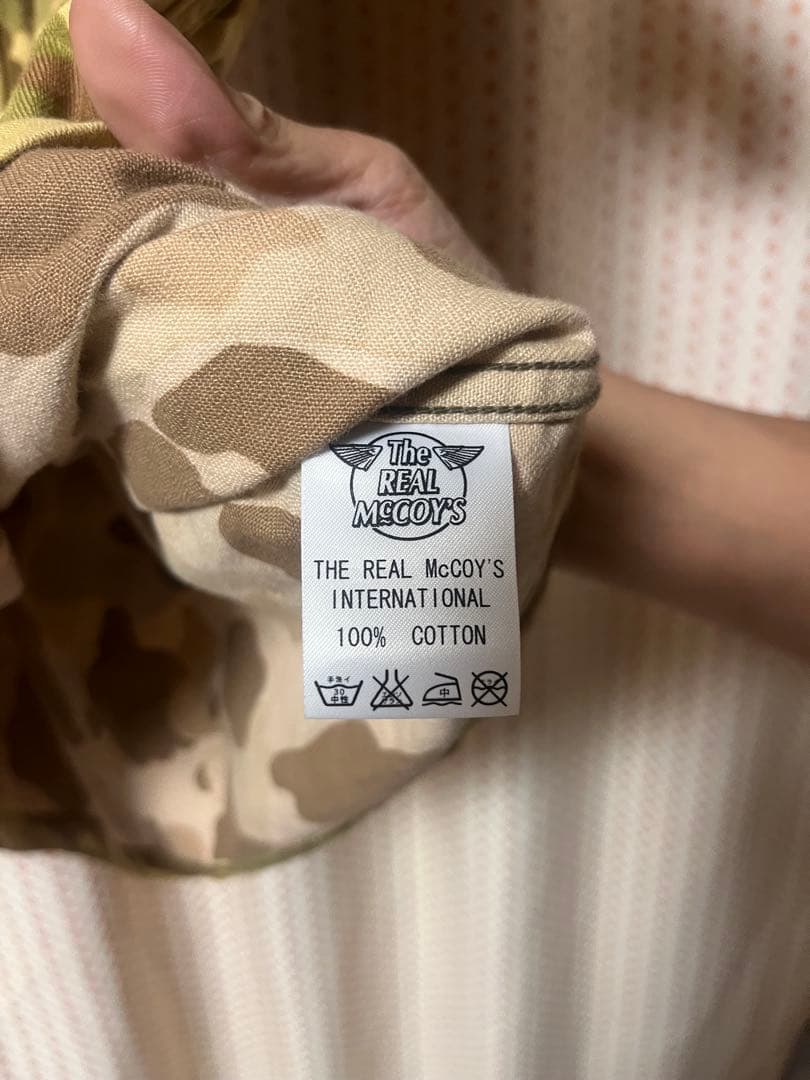 The
REAL
McCOY'S
THE REAL McCOY'S
INTERNATIONAL
100% COTTON
手洗イ
30
中性
中